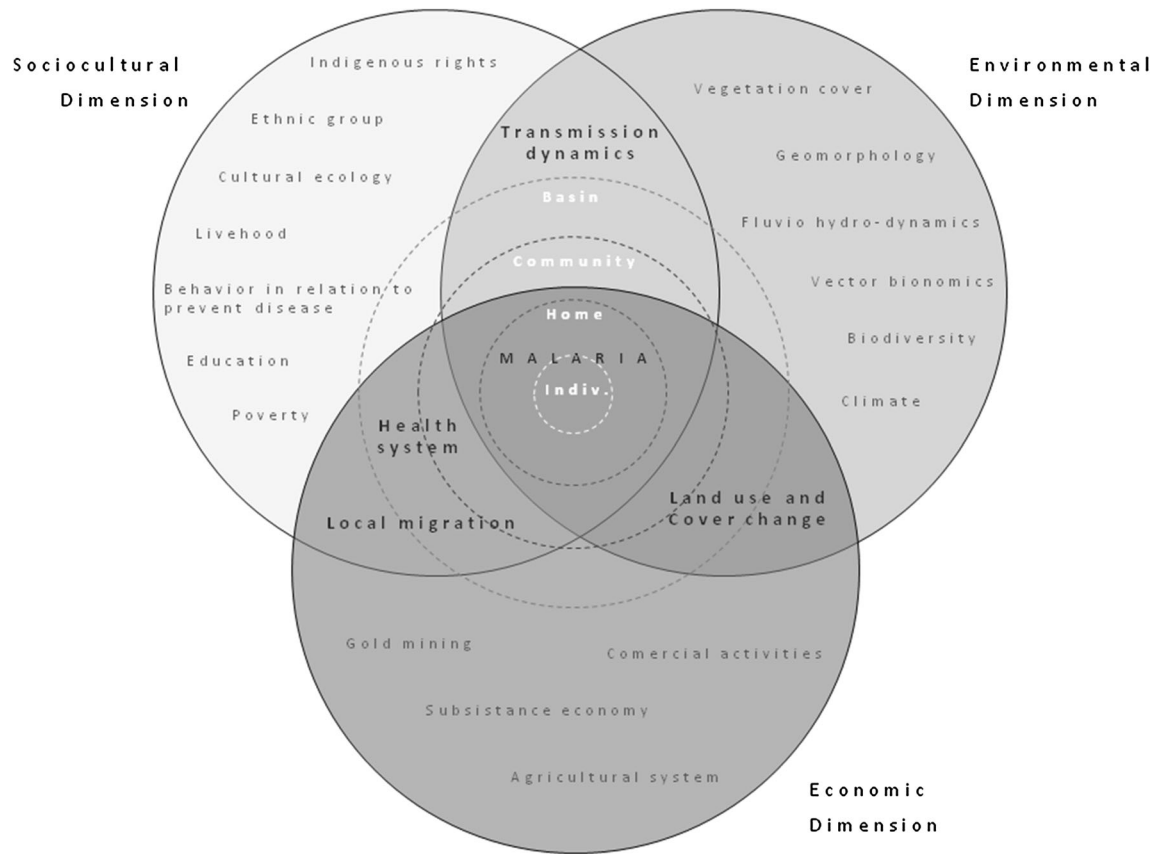 Sociocultural
Dimension
Environmental
Dimension
Indigenous rights
Ethnic group
Cultural ecology
Livehood
Behavior in relation to
prevent disease
Education
Poverty
Transmission
dynamics
Basin
Community
Home
MALARIA
Indiv.
Vegetation cover
Geomorphology
Fluvio hydro-dynamics
Vector bionomics
Biodiversity
Climate
Health
system
Local migration
Land use and
Cover change
Gold mining
Comercial activities
Subsistance economy
Agricultural system
Economic
Dimension